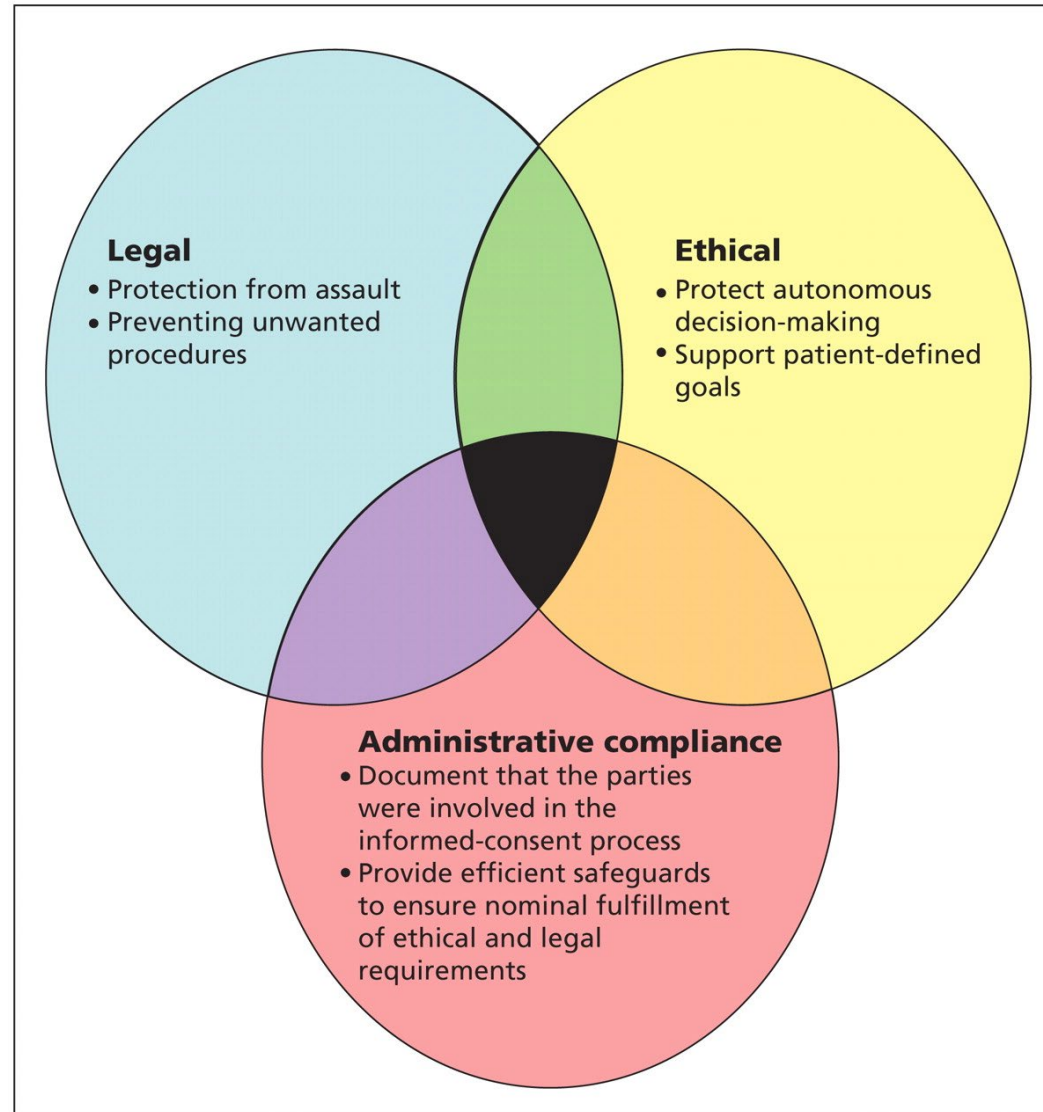 Legal
• Protection from assault
• Preventing unwanted
procedures
Ethical
• Protect autonomous
decision-making
• Support patient-defined
goals
Administrative compliance
• Document that the parties
were involved in the
informed-consent process
• Provide efficient safeguards
to ensure nominal fulfillment
of ethical and legal
requirements